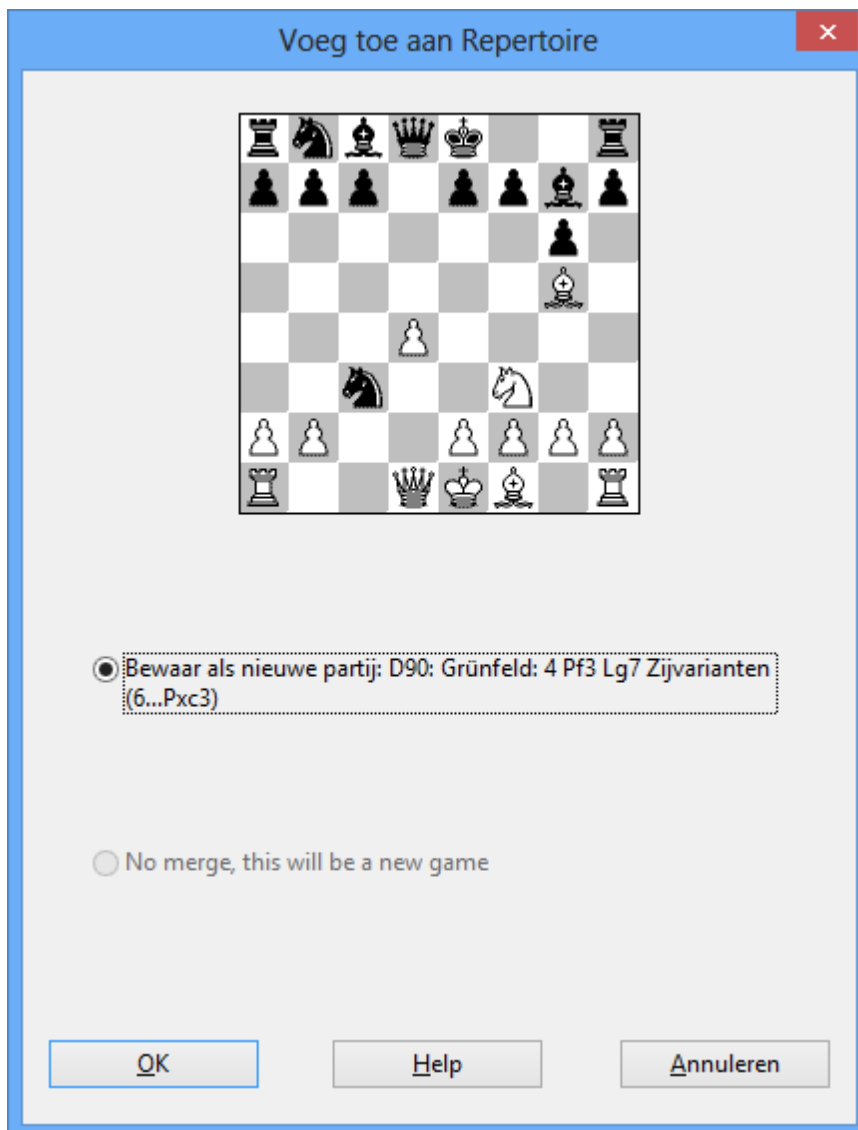 Voeg toe aan Repertoire
Bewaar als nieuwe partij: D90: Grünfeld: 4 Pf3 Lg7 Zijvarianten
(6...Pxc3)
No merge, this will be a new game
OK
Help
Annuleren